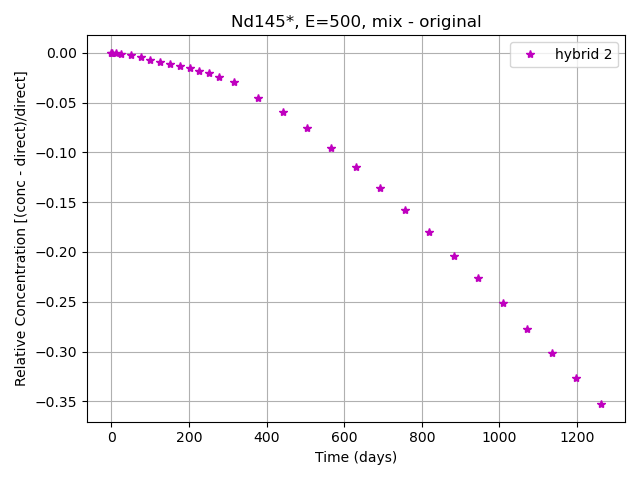 Nd145*, E=500, mix - original
hybrid 2
Relative Concentration [(conc - direct)/direct]
0.00
−0.05
−0.10
−0.15
−0.20
−0.25
−0.30
−0.35
0 200 400 600 800 1000 1200
Time (days)